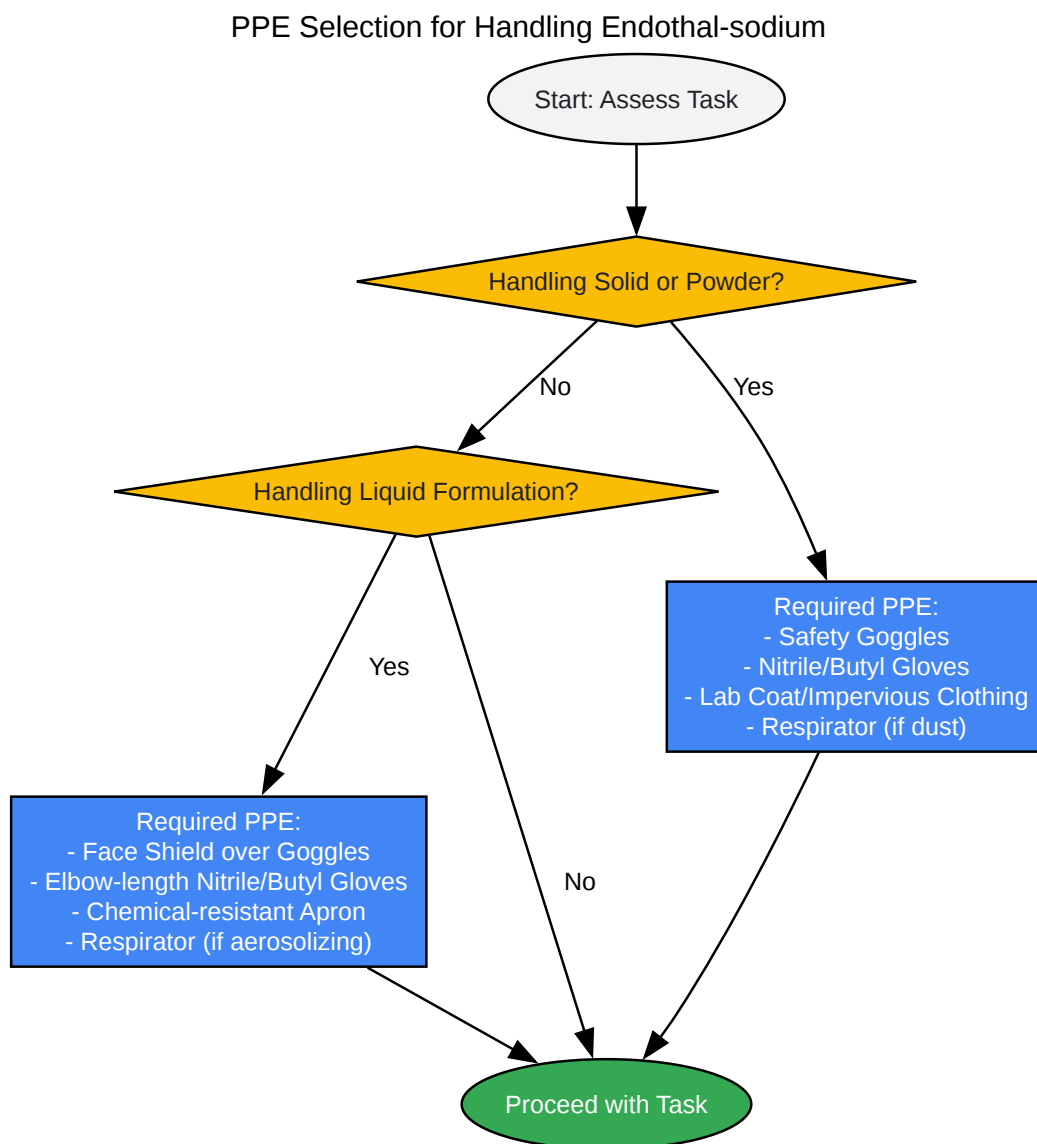 PPE Selection for Handling Endothal-sodium
Start: Assess Task
Handling Solid or Powder?
No
Yes
Handling Liquid Formulation?
Required PPE:
- Safety Goggles
- Nitrile/Butyl Gloves
- Lab Coat/Impervious Clothing
- Respirator (if dust)
Yes
Required PPE:
- Face Shield over Goggles
- Elbow-length Nitrile/Butyl Gloves
- Chemical-resistant Apron
- Respirator (if aerosolizing)
No
Proceed with Task